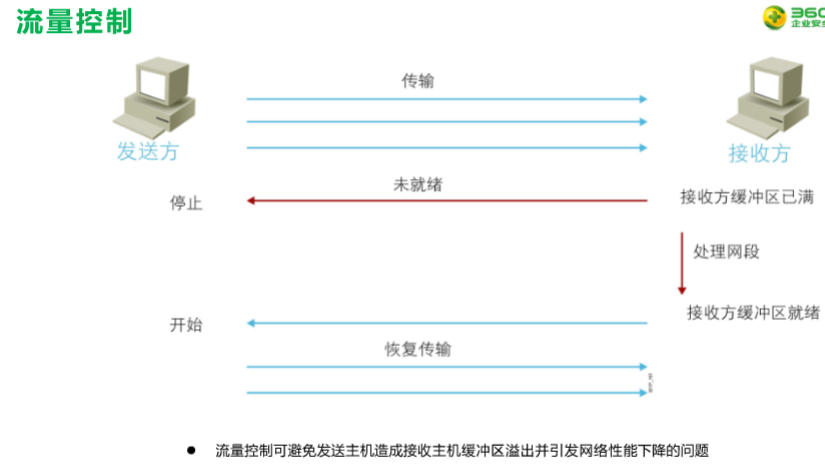 流量控制
360
企业安全
传输
发送方
接收方
未就绪
停止
接收方缓冲区已满
处理网段
接收方缓冲区就绪
开始
恢复传输
● 流量控制可避免发送主机造成接收主机缓冲区溢出并引发网络性能下降的问题